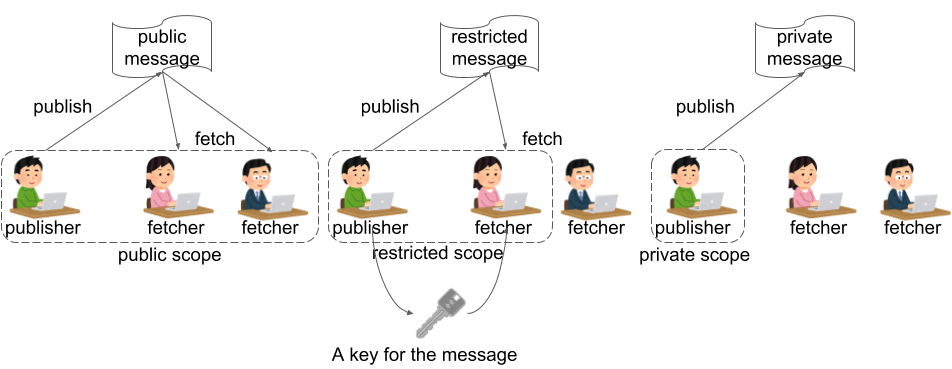 public
message
publish
fetch
publisher
fetcher
fetcher
public scope
restricted
message
publish
fetch
publisher
fetcher
fetcher
restricted scope
A key for the message
private
message
publish
publisher
fetcher
fetcher
private scope